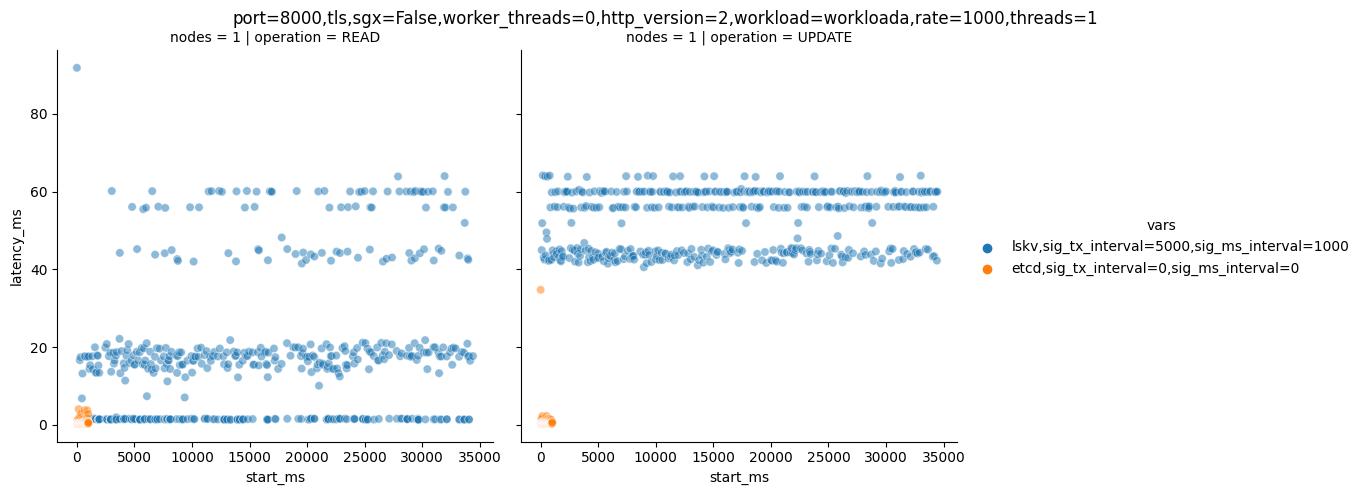 port=8000,tls,sgx=False,worker_threads=0,http_version=2,workload=workloada,rate=1000,threads=1
nodes = 1 | operation = READ
nodes = 1 | operation = UPDATE
latency_ms
80
60
40
20
0
0 5000 10000 15000 20000 25000 30000 35000
start_ms
0 5000 10000 15000 20000 25000 30000 35000
start_ms
vars
lskv,sig_tx_interval=5000,sig_ms_interval=1000
etcd,sig_tx_interval=0,sig_ms_interval=0